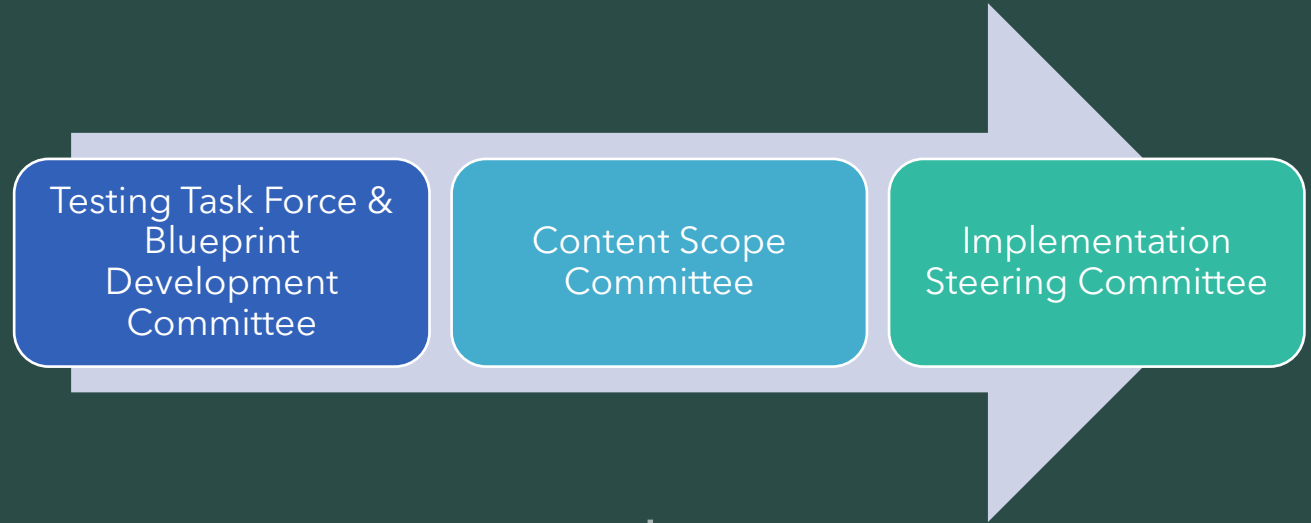 Testing Task Force &
Blueprint
Development
Committee
Content Scope
Committee
Implementation
Steering Committee